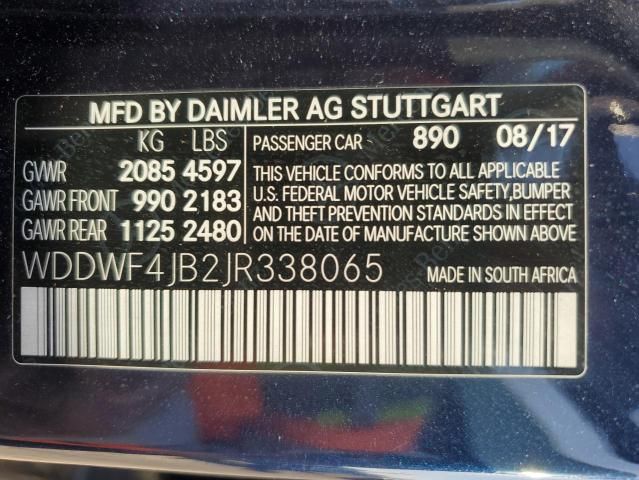 MFD BY DAIMLER AG STUTTGART
KG LBS
GVWR 2085 4597
GAWR FRONT 990 2183
GAWR REAR 1125 2480
PASSENGER CAR 890 08/17
THIS VEHICLE CONFORMS TO ALL APPLICABLE
U.S. FEDERAL MOTOR VEHICLE SAFETY,BUMPER
AND THEFT PREVENTION STANDARDS IN EFFECT
ON THE DATE OF MANUFACTURE SHOWN ABOVE.
WDDWF4JB2JR338065 MADE IN SOUTH AFRICA